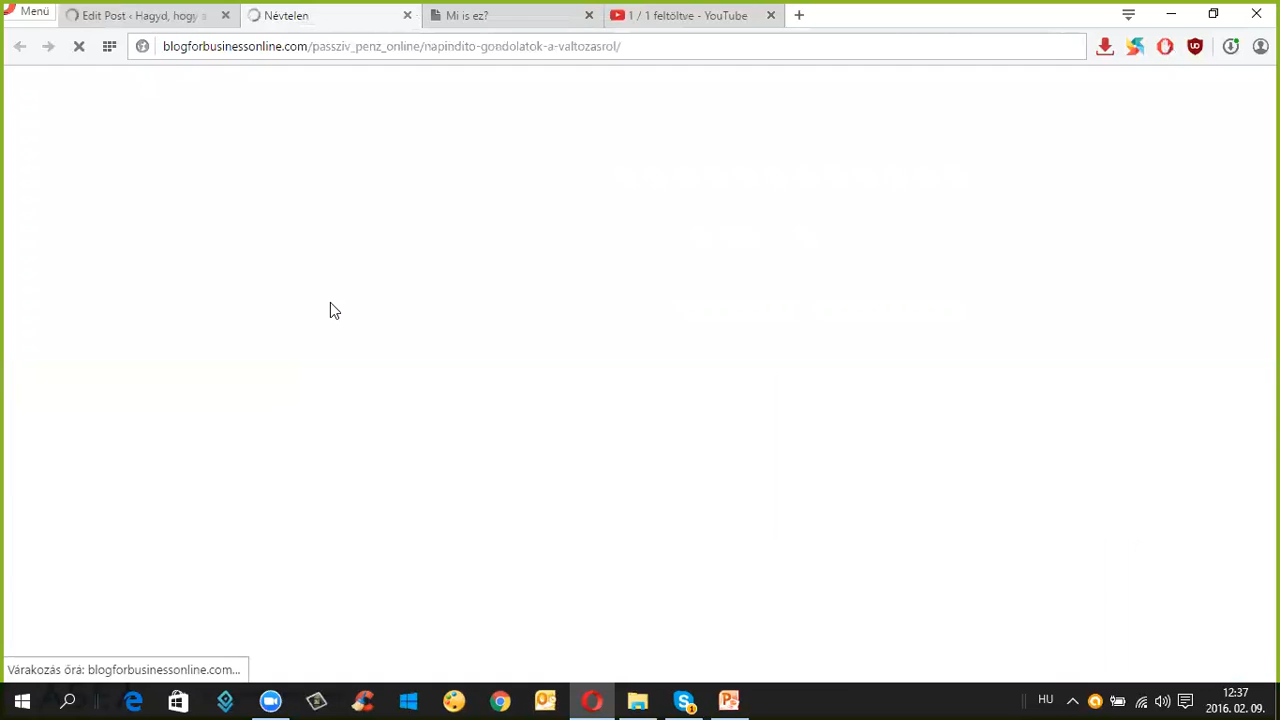 Menü
Edit Post ‹ Hagyd, hogy s
Névtelen
Mi is ez?
1 / 1 feltöltve - YouTube
blogforbusinessonline.com/passziv_penz_online/napindito-gondolatok-a-valtozasrol/
Várakozás őrá: blogforbusinessonline.com...
HU
12:37
2016. 02. 09.